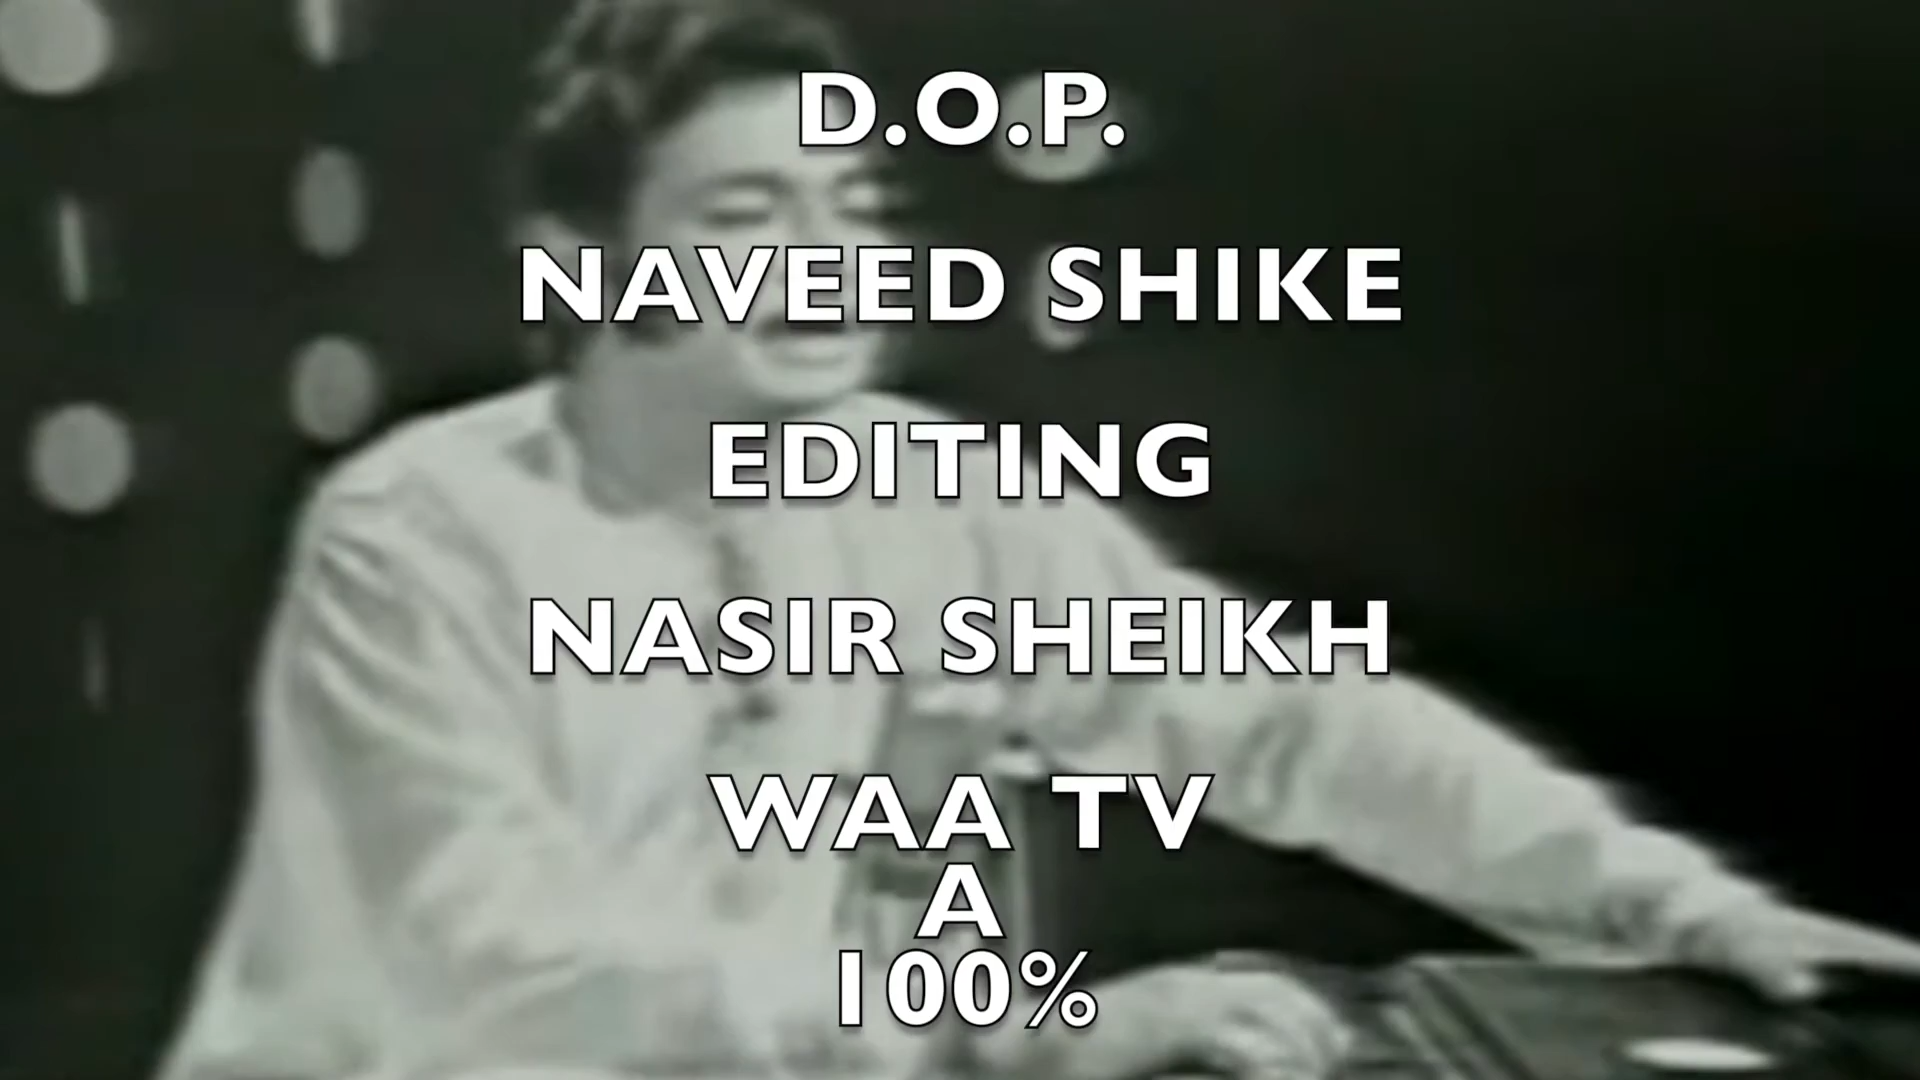 D.O.P.
NAVEED SHIKE
EDITING
NASIR SHEIKH
WAA TV
A
100%